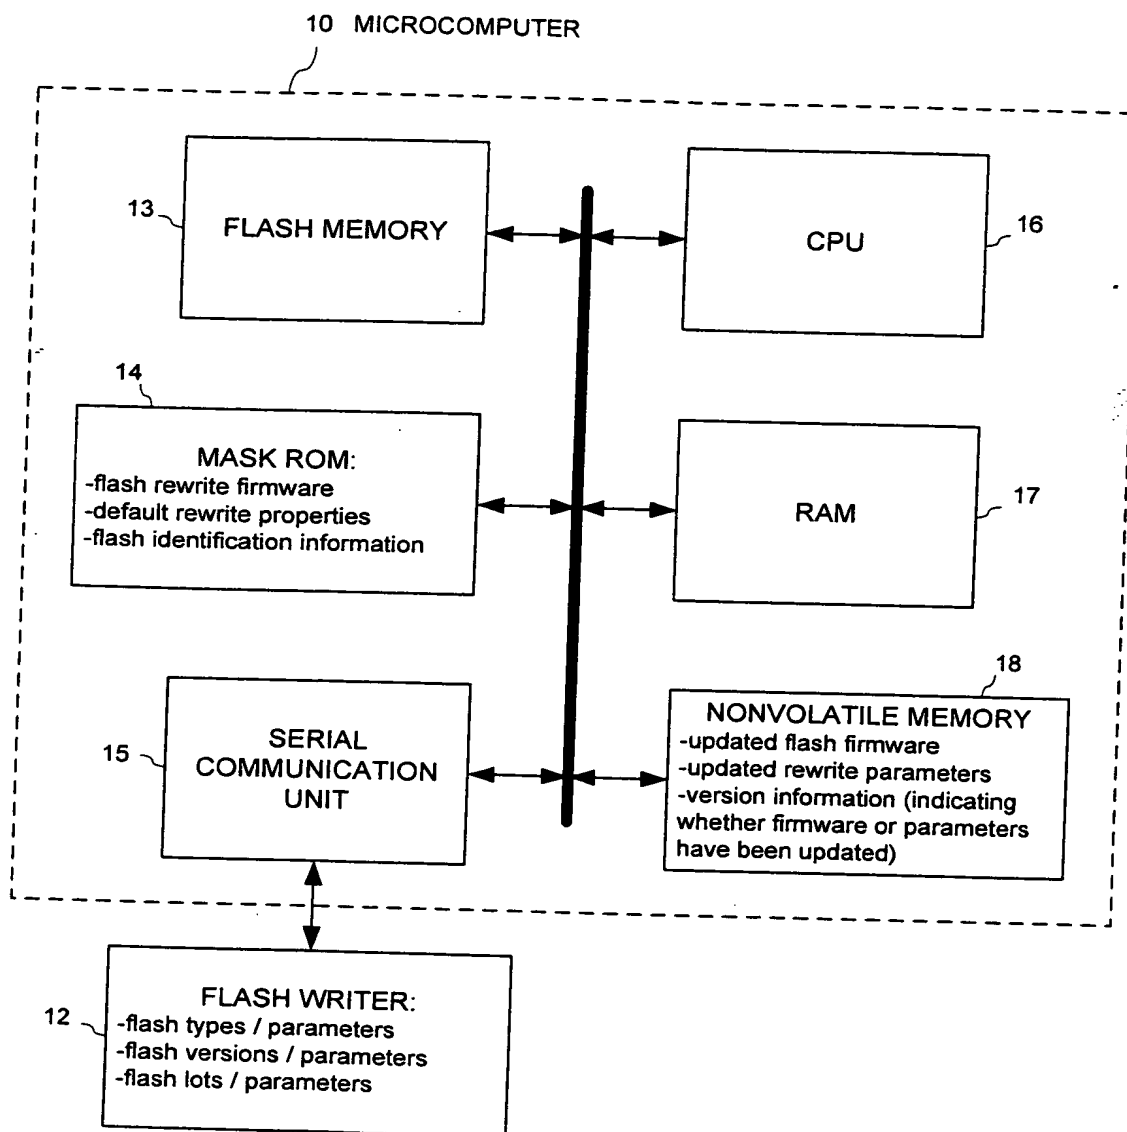 10 MICROCOMPUTER
13
FLASH MEMORY
CPU
16
14
MASK ROM:
-flash rewrite firmware
-default rewrite properties
-flash identification information
RAM
17
15
SERIAL
COMMUNICATION
UNIT
18
NONVOLATILE MEMORY
-updated flash firmware
-updated rewrite parameters
-version information (indicating
whether firmware or parameters
have been updated)
12
FLASH WRITER:
-flash types / parameters
-flash versions / parameters
-flash lots / parameters